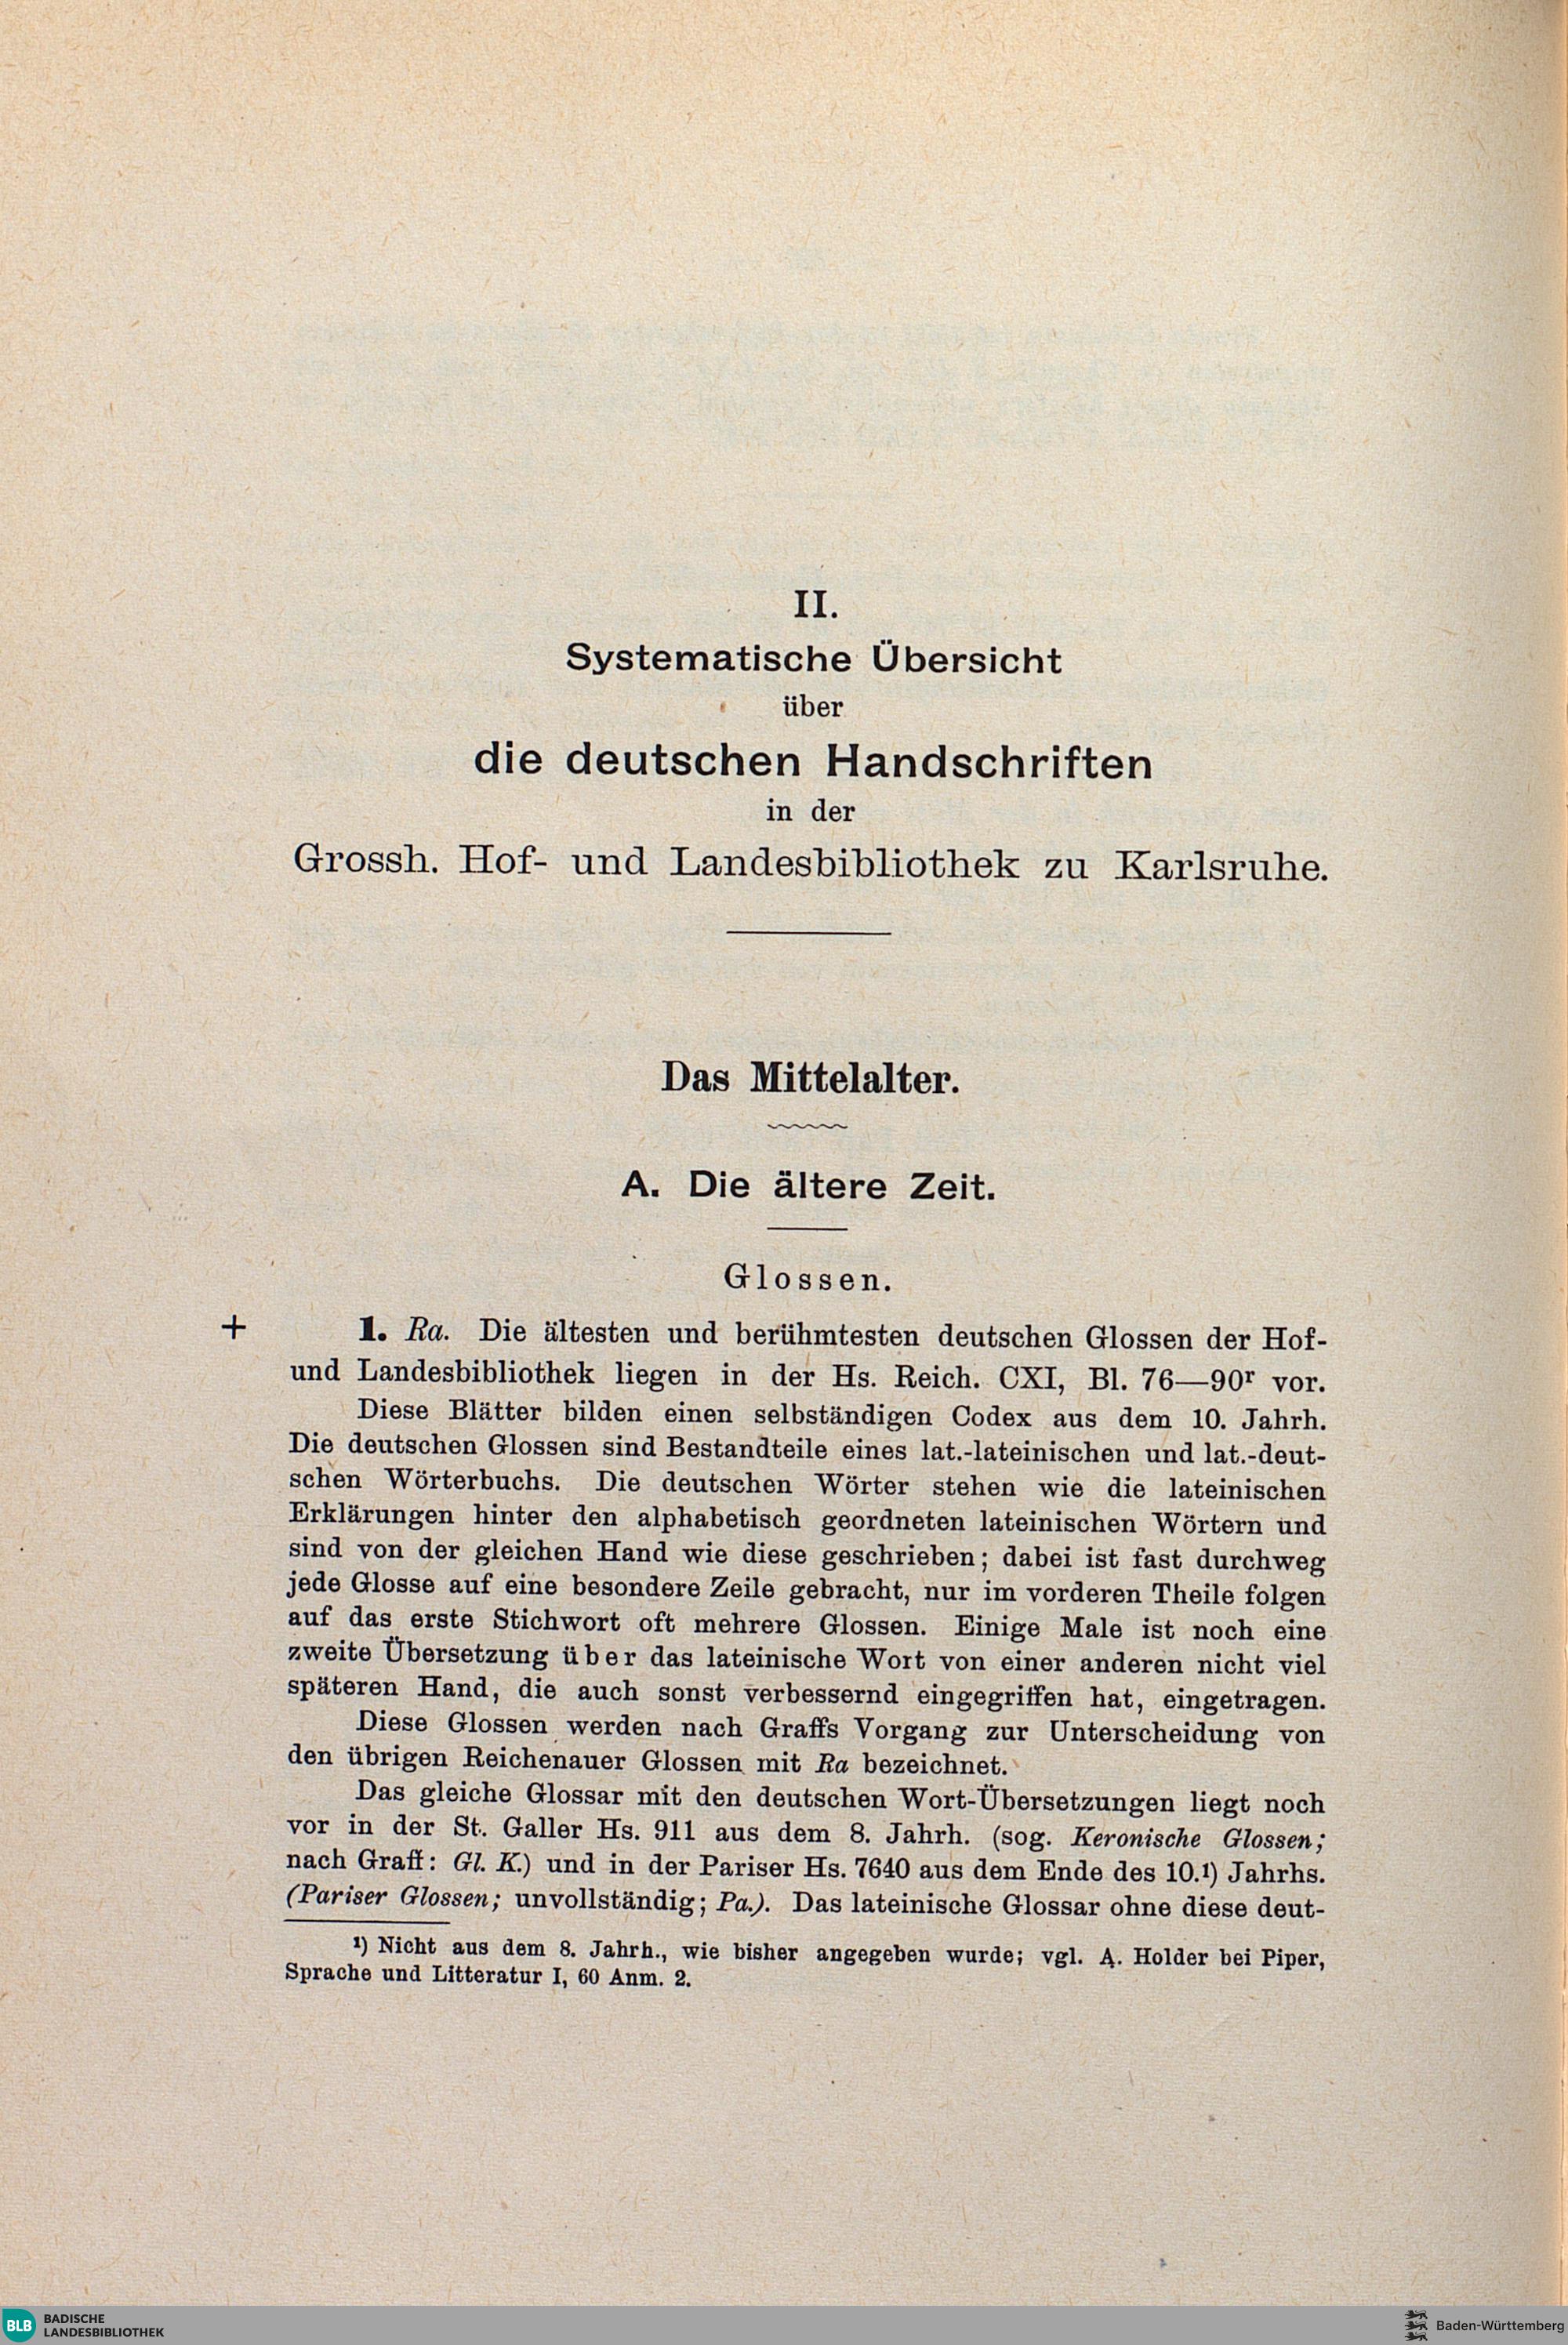 II.
Systematische Übersicht
über
die deutschen Handschriften
in der
Grossh. Hof- und Landesbibliothek zu Karlsruhe.
Das Mittelalter.
A. Die ältere Zeit.
Glossen.
+ 1. Ra. Die ältesten und berühmtesten deutschen Glossen der Hof-
und Landesbibliothek liegen in der Hs. Reich. CXI, Bl. 76—90r vor.
Diese Blätter bilden einen selbständigen Codex aus dem 10. Jahrh.
Die deutschen Glossen sind Bestandteile eines lat.-lateinischen und lat.-deut-
schen Wörterbuchs. Die deutschen Wörter stehen wie die lateinischen
Erklärungen hinter den alphabetisch geordneten lateinischen Wörtern und
sind von der gleichen Hand wie diese geschrieben; dabei ist fast durchweg
jede Glosse auf eine besondere Zeile gebracht, nur im vorderen Theile folgen
auf das erste Stichwort oft mehrere Glossen. Einige Male ist noch eine
zweite Übersetzung über das lateinische Wort von einer anderen nicht viel
späteren Hand, die auch sonst verbessernd eingegriffen hat, eingetragen.
Diese Glossen werden nach Graffs Vorgang zur Unterscheidung von
den übrigen Reichenauer Glossen mit Ra bezeichnet.
Das gleiche Glossar mit den deutschen Wort-Übersetzungen liegt noch
vor in der St. Galler Hs. 911 aus dem 8. Jahrh. (sog. Keronische Glossen;
nach Graff: Gl. K.) und in der Pariser Hs. 7640 aus dem Ende des 10.¹) Jahrhs.
(Pariser Glossen; unvollständig; Pa.). Das lateinische Glossar ohne diese deut-
¹) Nicht aus dem 8. Jahrh., wie bisher angegeben wurde; vgl. A. Holder bei Piper,
Sprache und Litteratur I, 60 Anm. 2.
BLB BADISCHE
LANDESBIBLIOTHEK
Baden-Württemberg